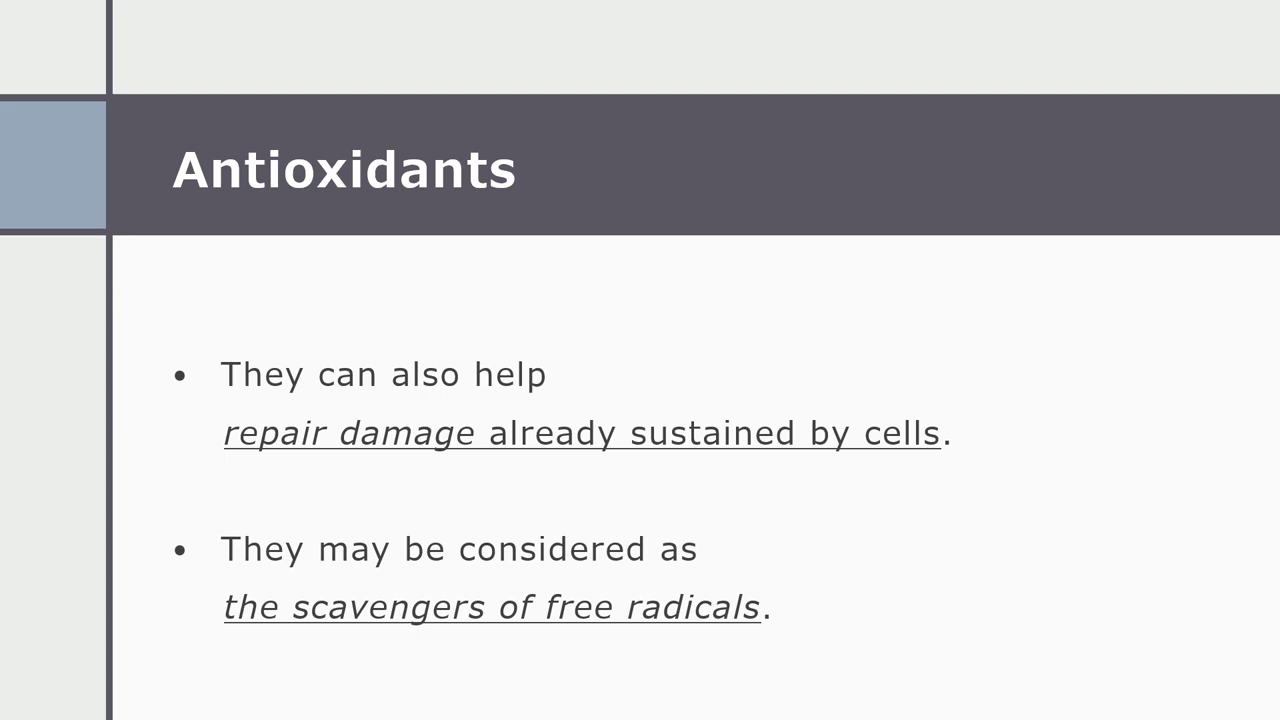 Antioxidants
• They can also help
repair damage already sustained by cells.
• They may be considered as
the scavengers of free radicals.